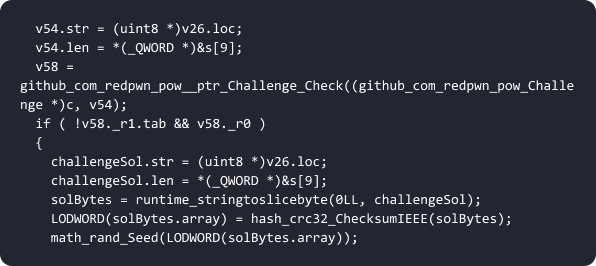 v54.str = (uint8 *)v26.loc;
v54.len = *(_QWORD *)&s[9];
v58 =
github_com_redpwn_pow__ptr_Challenge_Check((github_com_redpwn_pow_Challe
nge *)c, v54);
if ( !v58._r1.tab && v58._r0 )
{
challengeSol.str = (uint8 *)v26.loc;
challengeSol.len = *(_QWORD *)&s[9];
solBytes = runtime_stringtoslicebyte(0LL, challengeSol);
LODWORD(solBytes.array) = hash_crc32_ChecksumIEEE(solBytes);
math_rand_Seed(LODWORD(solBytes.array));